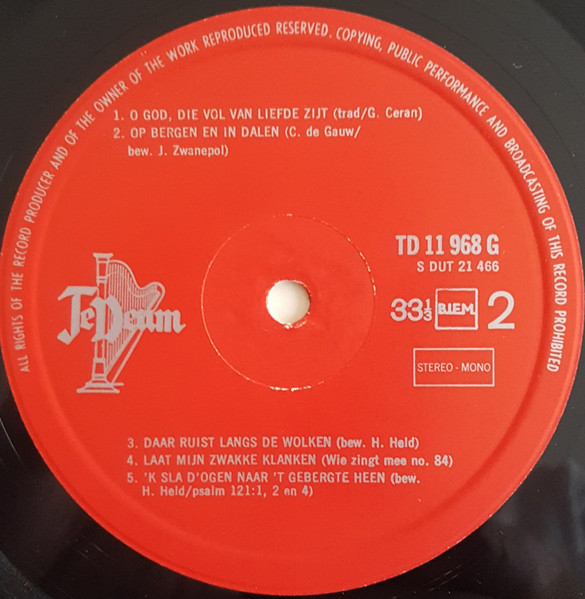 ALL RIGHTS OF THE RECORD PRODUCER AND OF THE OWNER OF THE WORK REPRODUCED RESERVED. COPYING, PUBLIC PERFORMANCE AND BROADCASTING OF THIS RECORD PROHIBITED
1. O GOD, DIE VOL VAN LIEFDE ZIJT (trad/G. Ceran)
2. OP BERGEN EN IN DALEN (C. de Gauw/
bew. J. Zwanepol)
TD 11 968 G
S DUT 21 466
TeDeum
33⅓ B.I.E.M. 2
STEREO - MONO
3. DAAR RUIST LANGS DE WOLKEN (bew. H. Held)
4. LAAT MIJN ZWAKKE KLANKEN (Wie zingt mee no. 84)
5. 'K SLA D'OGEN NAAR 'T GEBERGTE HEEN (bew.
H. Held/psalm 121:1, 2 en 4)